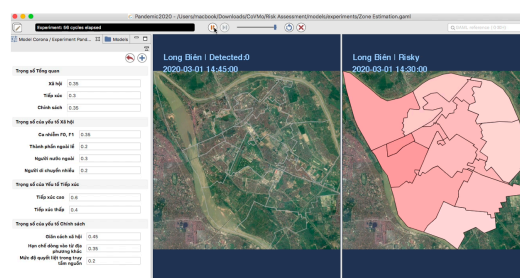 Pandemic2020 - /Users/macbook/Downloads/CoVMo/Risk Assessment/models/experiments/Zone Estimation.gaml
Experiment: 60 cycles elapsed
Model Corona / Experiment Pand...
Models
Trọng số Tổng quan
Xã hội 0.35
Tiếp xúc 0.3
Chính sách 0.35
Trọng số của yếu tố Xã hội
Ca nhiễm F0, F1 0.35
Thành phần ngoài lề 0.2
Người nước ngoài 0.3
Người di chuyển nhiều 0.2
Trọng số của Yếu tố Tiếp xúc
Tiếp xúc cao 0.6
Tiếp xúc thấp 0.4
Trọng số của yếu tố Chính sách
Giãn cách xã hội 0.45
Hạn chế dòng vào từ địa phương khác 0.35
Mức độ quyết liệt trong truy tầm nguồn 0.2
Long Biên | Detected:0
2020-03-01 14:45:00
Long Biên | Risky
2020-03-01 14:30:00